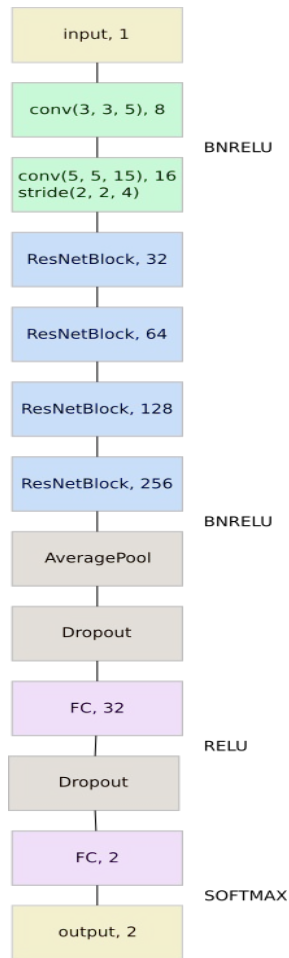 input, 1
conv(3, 3, 5), 8
BNRELU
conv(5, 5, 15), 16
stride(2, 2, 4)
ResNetBlock, 32
ResNetBlock, 64
ResNetBlock, 128
ResNetBlock, 256
BNRELU
AveragePool
Dropout
FC, 32
RELU
Dropout
FC, 2
SOFTMAX
output, 2